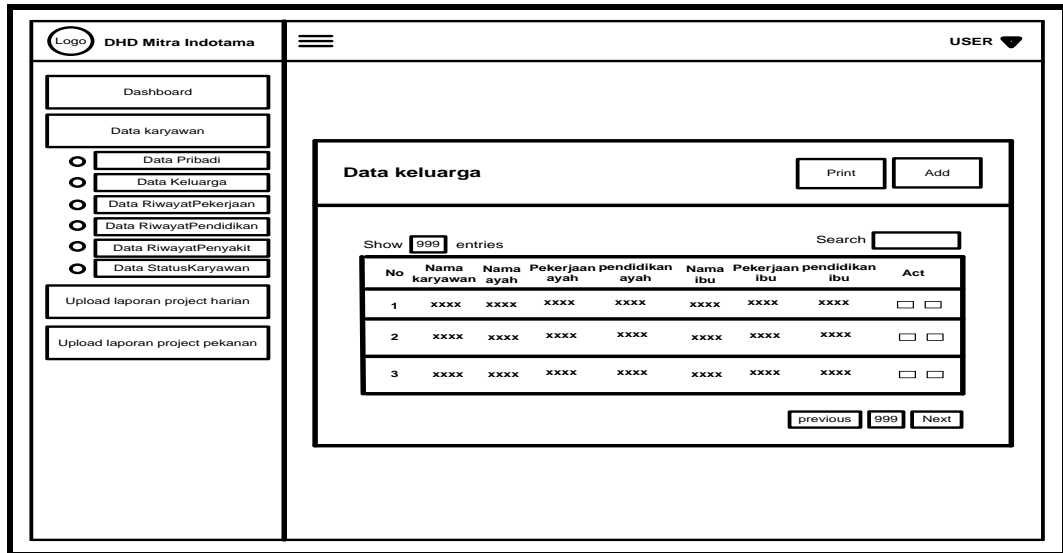 Logo DHD Mitra Indotama
USER
Dashboard
Data karyawan
Data Pribadi
Data Keluarga
Data RiwayatPekerjaan
Data RiwayatPendidikan
Data RiwayatPenyakit
Data StatusKaryawan
Upload laporan project harian
Upload laporan project pekanan
Data keluarga Print Add
Show 999 entries Search
No Nama karyawan Nama ayah Pekerjaan ayah pendidikan ayah Nama ibu Pekerjaan ibu pendidikan ibu Act
1 xxxx xxxx xxxx xxxx xxxx xxxx xxxx
2 xxxx xxxx xxxx xxxx xxxx xxxx xxxx
3 xxxx xxxx xxxx xxxx xxxx xxxx xxxx
previous 999 Next